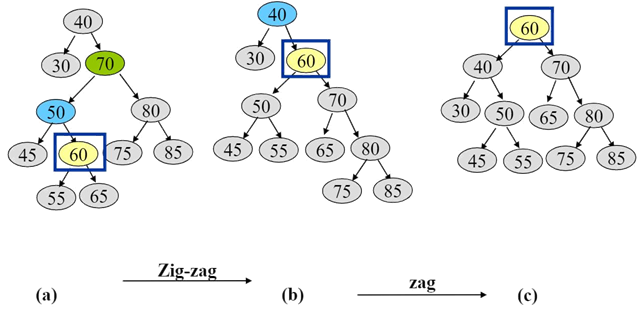 40
30 70
50 80
45 60 75 85
55 65
40
30 60
50 70
45 55 65 80
75 85
60
40 70
30 50 65 80
45 55 75 85
Zig-zag
zag
(a) (b) (c)